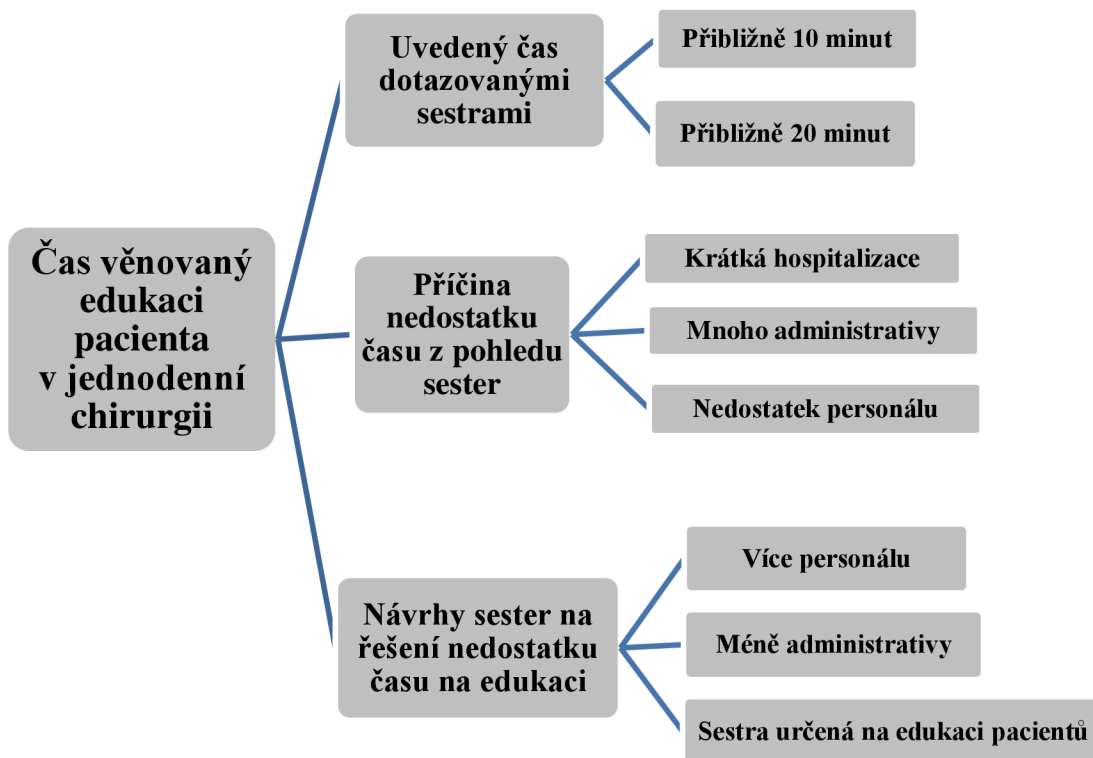 Čas věnovaný
edukaci
pacienta
v jednodenní
chirurgii
Uvedený čas
dotazovanými
sestrami
Přibližně 10 minut
Přibližně 20 minut
Příčina
nedostatku
času z pohledu
sester
Krátká hospitalizace
Mnoho administrativy
Nedostatek personálu
Návrhy sester na
řešení nedostatku
času na edukaci
Více personálu
Méně administrativy
Sestra určená na edukaci pacientů